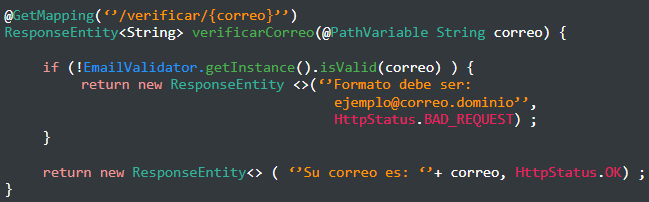 @GetMapping(‘’/verificar/{correo}’’)
ResponseEntity<String> verificarCorreo(@PathVariable String correo) {
if (!EmailValidator.getInstance().isValid(correo) ) {
return new ResponseEntity <>(‘’Formato debe ser:
ejemplo@correo.dominio’’,
HttpStatus.BAD_REQUEST) ;
}
return new ResponseEntity<> ( ‘’Su correo es: ‘’+ correo, HttpStatus.OK) ;
}